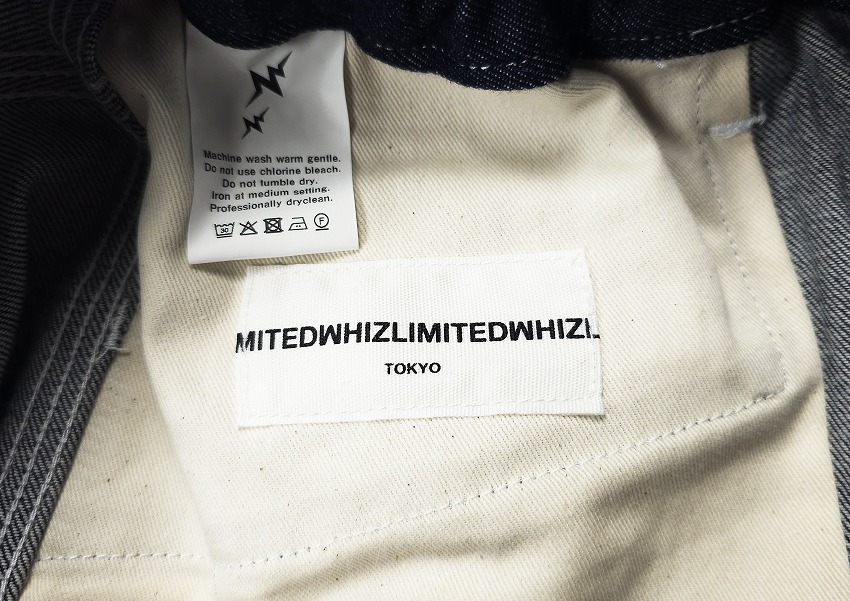 Machine wash warm gentle.
Do not use chlorine bleach.
Do not tumble dry.
Iron at medium setting.
Professionally dryclean.
30
F
MITEDWHIZLIMITEDWHIZL
TOKYO